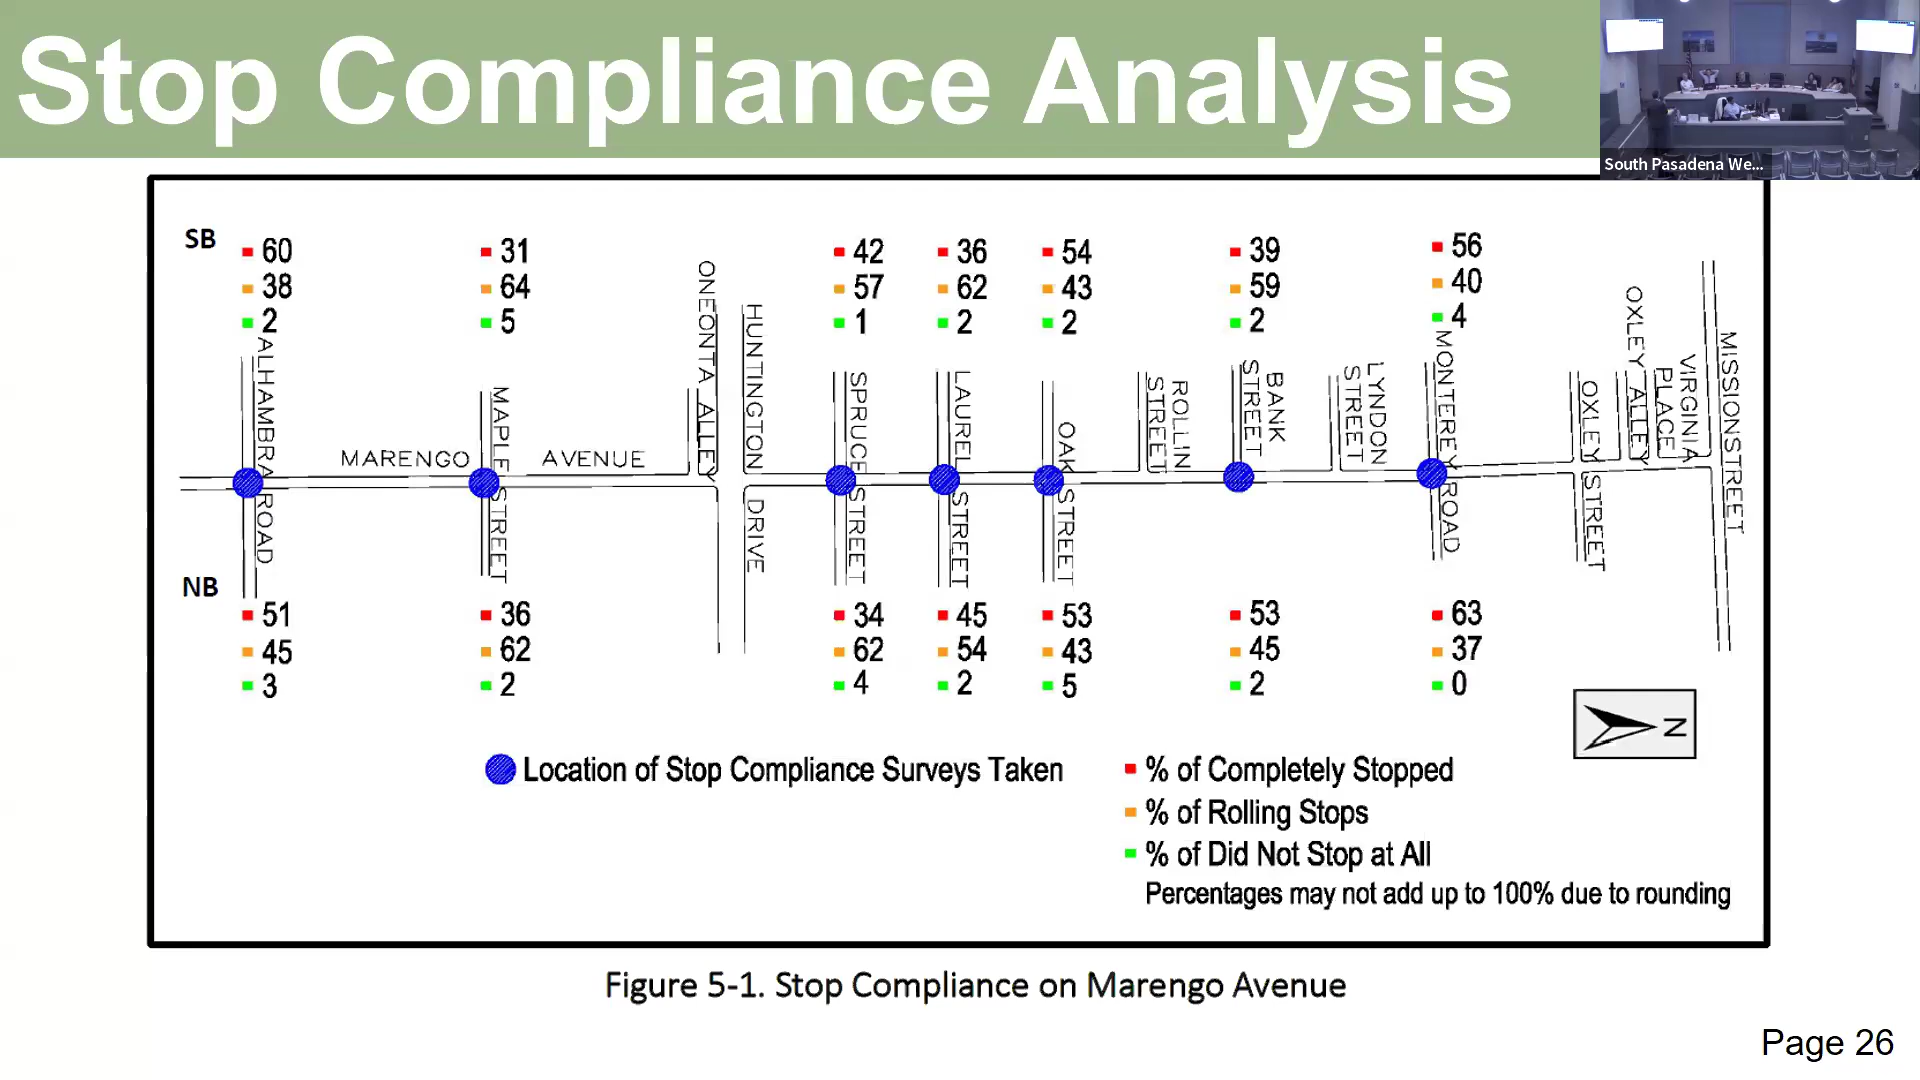 Stop Compliance Analysis
South Pasadena We...
SB
60
38
2
31
64
5
42
57
1
36
62
2
54
43
2
39
59
2
56
40
4
ALHAMBRA ROAD
MARENGO AVENUE
MAPLE STREET
ONEONTA ALLEY
HUNTINGTON DRIVE
SPRUCE STREET
LAUREL STREET
OAK STREET
ROLLIN STREET
BANK STREET
LYNDON STREET
MONTEREY ROAD
OXLEY STREET
OXLEY ALLEY
VIRGINIA PLACE
MISSION STREET
NB
51
45
3
36
62
2
34
62
4
45
54
2
53
43
5
53
45
2
63
37
0
N
Location of Stop Compliance Surveys Taken
% of Completely Stopped
% of Rolling Stops
% of Did Not Stop at All
Percentages may not add up to 100% due to rounding
Figure 5-1. Stop Compliance on Marengo Avenue
Page 26